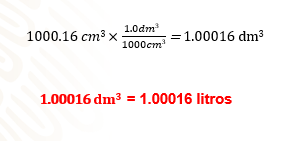 1000.16 cm³ × 1.0dm³/1000cm³ = 1.00016 dm³
1.00016 dm³ = 1.00016 litros